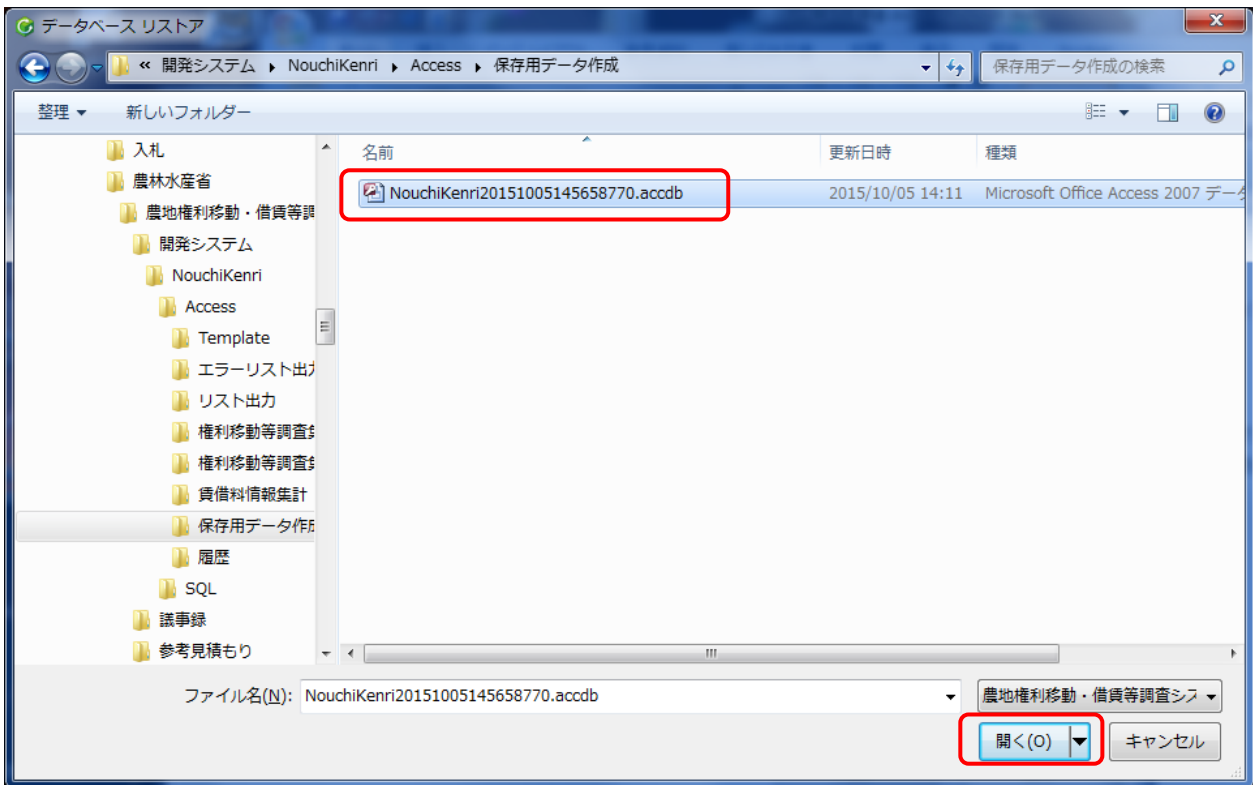 データベース リストア
« 開発システム NouchiKenri Access 保存用データ作成
保存用データ作成の検索
整理 新しいフォルダー
入札
農林水産省
農地権利移動・借賃等調
開発システム
NouchiKenri
Access
Template
エラーリスト出力
リスト出力
権利移動等調査集
権利移動等調査集
賃借料情報集計
保存用データ作成
履歴
SQL
議事録
参考見積もり
名前 更新日時 種類
NouchiKenri20151005145658770.accdb 2015/10/05 14:11 Microsoft Office Access 2007 データ
ファイル名(N): NouchiKenri20151005145658770.accdb 農地権利移動・借賃等調査シス
開く(O) キャンセル